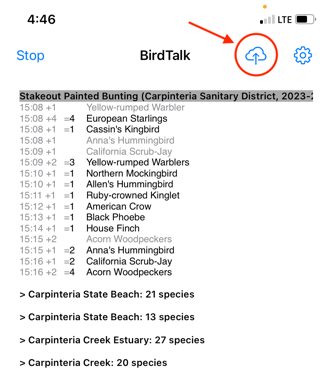 4:46
LTE
Stop
BirdTalk
Stakeout Painted Bunting (Carpinteria Sanitary District, 2023-2
15:08 +1 Yellow-rumped Warbler
15:08 +4 =4 European Starlings
15:08 +1 =1 Cassin's Kingbird
15:08 +1 Anna's Hummingbird
15:09 +1 California Scrub-Jay
15:09 +2 =3 Yellow-rumped Warblers
15:10 +1 =1 Northern Mockingbird
15:10 +1 =1 Allen's Hummingbird
15:11 +1 =1 Ruby-crowned Kinglet
15:12 +1 =1 American Crow
15:13 +1 =1 Black Phoebe
15:14 +1 =1 House Finch
15:15 +2 Acorn Woodpeckers
15:15 +1 =2 Anna's Hummingbird
15:16 +1 =2 California Scrub-Jay
15:16 +2 =4 Acorn Woodpeckers
> Carpinteria State Beach: 21 species
> Carpinteria State Beach: 13 species
> Carpinteria Creek Estuary: 27 species
> Carpinteria Creek: 20 species